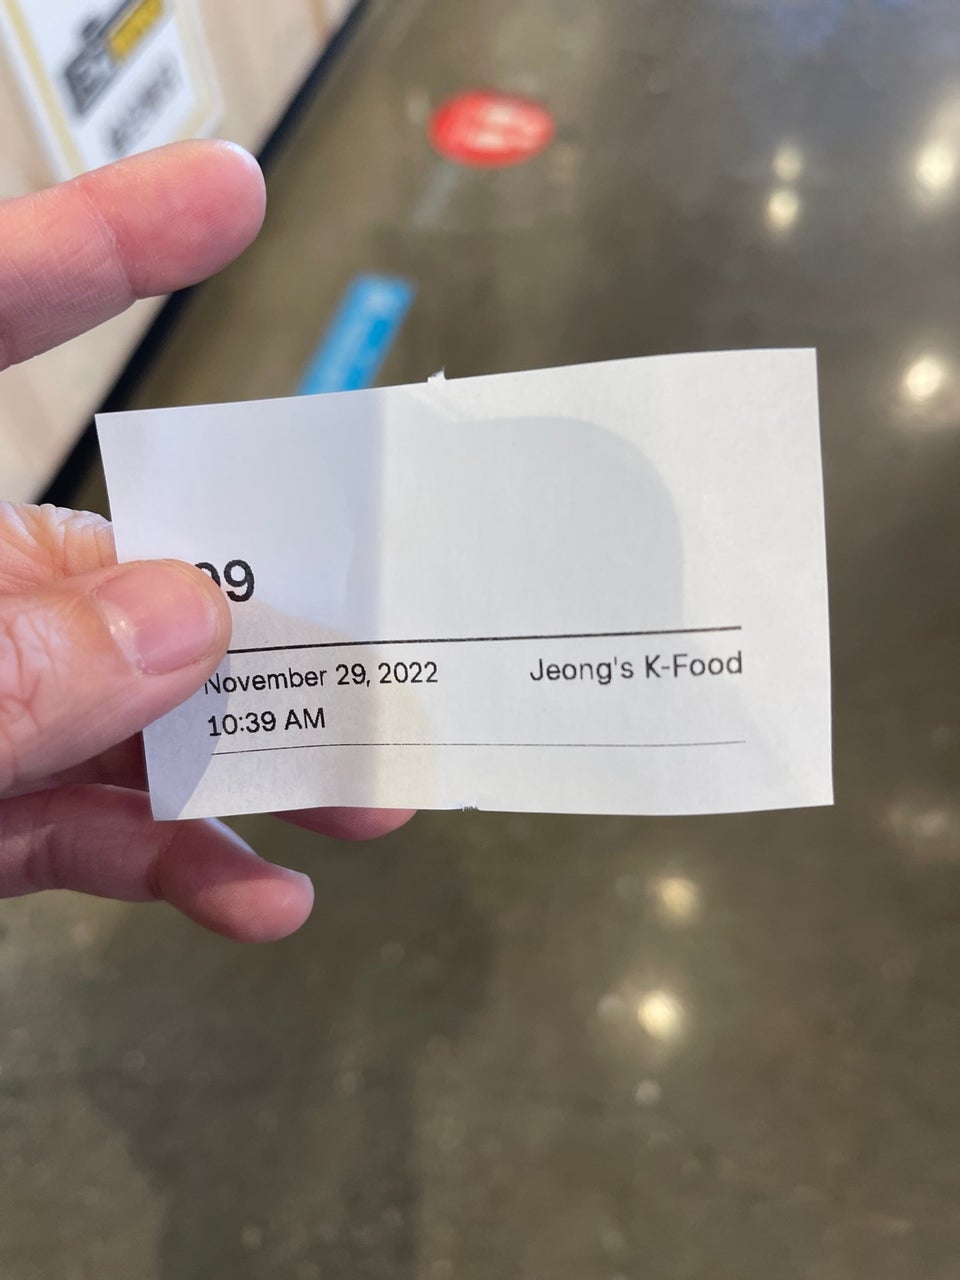 99
November 29, 2022
Jeong's K-Food
10:39 AM